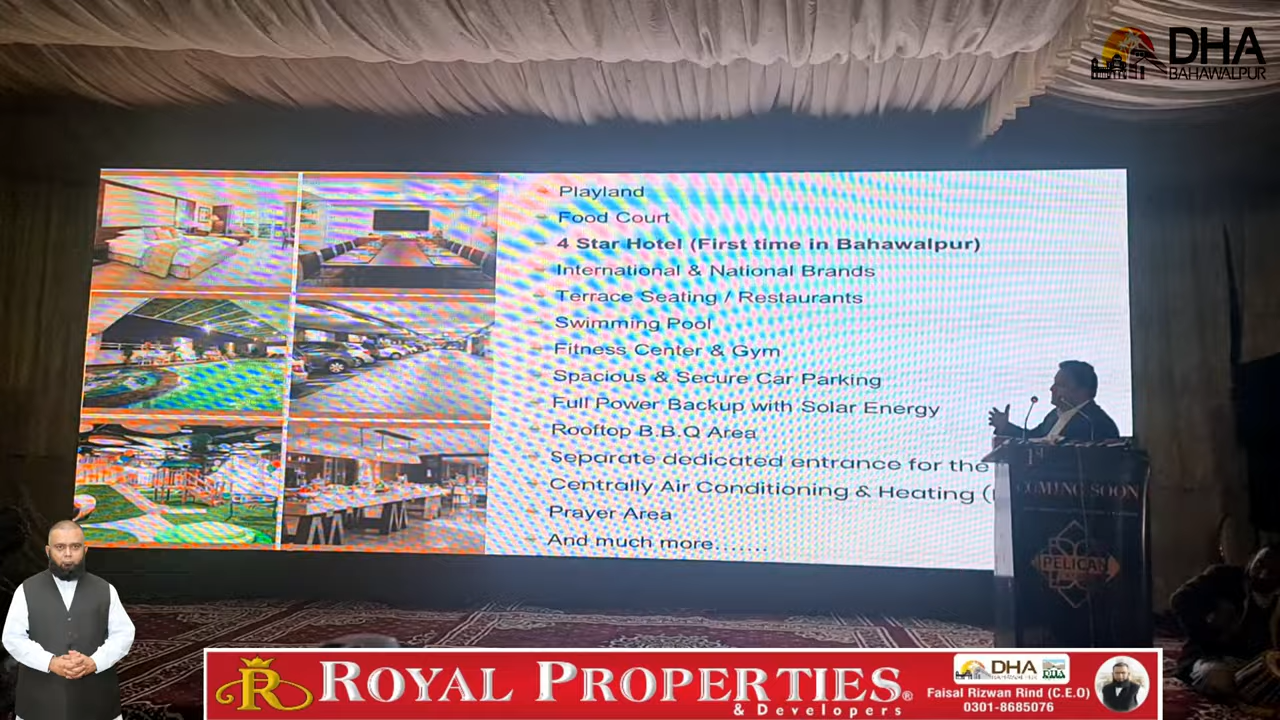 DHA
BAHAWALPUR
Playland
Food Court
4 Star Hotel (First time in Bahawalpur)
International & National Brands
Terrace Seating / Restaurants
Swimming Pool
Fitness Center & Gym
Spacious & Secure Car Parking
Full Power Backup with Solar Energy
Rooftop B.B.Q Area
Separate dedicated entrance for the
Centrally Air Conditioning & Heating (
Prayer Area
And much more.......
COMING SOON
PELICAN
R
ROYAL PROPERTIES®
& Developers
DHA
BAHAWALPUR
DHA
Faisal Rizwan Rind (C.E.O)
0301-8685076